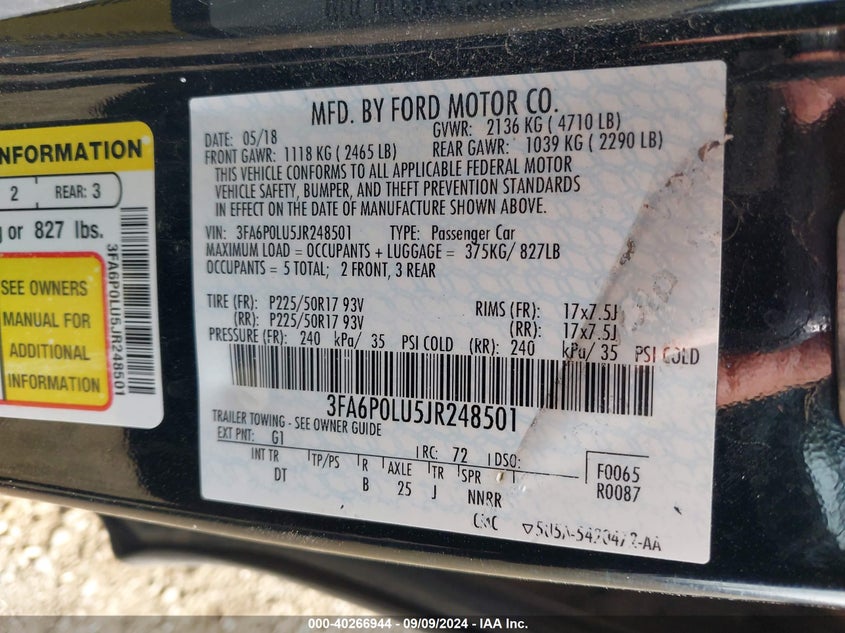 MFD. BY FORD MOTOR CO.
DATE: 05/18 GVWR: 2136 KG ( 4710 LB)
FRONT GAWR: 1118 KG ( 2465 LB) REAR GAWR: 1039 KG ( 2290 LB)
THIS VEHICLE CONFORMS TO ALL APPLICABLE FEDERAL MOTOR
VEHICLE SAFETY, BUMPER, AND THEFT PREVENTION STANDARDS
IN EFFECT ON THE DATE OF MANUFACTURE SHOWN ABOVE.
VIN: 3FA6P0LU5JR248501 TYPE: Passenger Car
MAXIMUM LOAD = OCCUPANTS + LUGGAGE = 375KG/ 827LB
OCCUPANTS = 5 TOTAL; 2 FRONT, 3 REAR
TIRE (FR): P225/50R17 93V RIMS (FR): 17x7.5J
(RR): P225/50R17 93V (RR): 17x7.5J
PRESSURE (FR): 240 kPa/ 35 PSI COLD (RR): 240 kPa/ 35 PSI COLD
3FA6P0LU5JR248501
TRAILER TOWING - SEE OWNER GUIDE
EXT PNT: G1 RC: 72 DSO:
INT TR TP/PS R AXLE TR SPR F0065
DT B 25 J NNRR R0087
NFORMATION
2 REAR: 3
or 827 lbs.
SEE OWNERS
MANUAL FOR
ADDITIONAL
INFORMATION
3FA6P0LU5JR248501
000-40266944 - 09/09/2024 - IAA Inc.